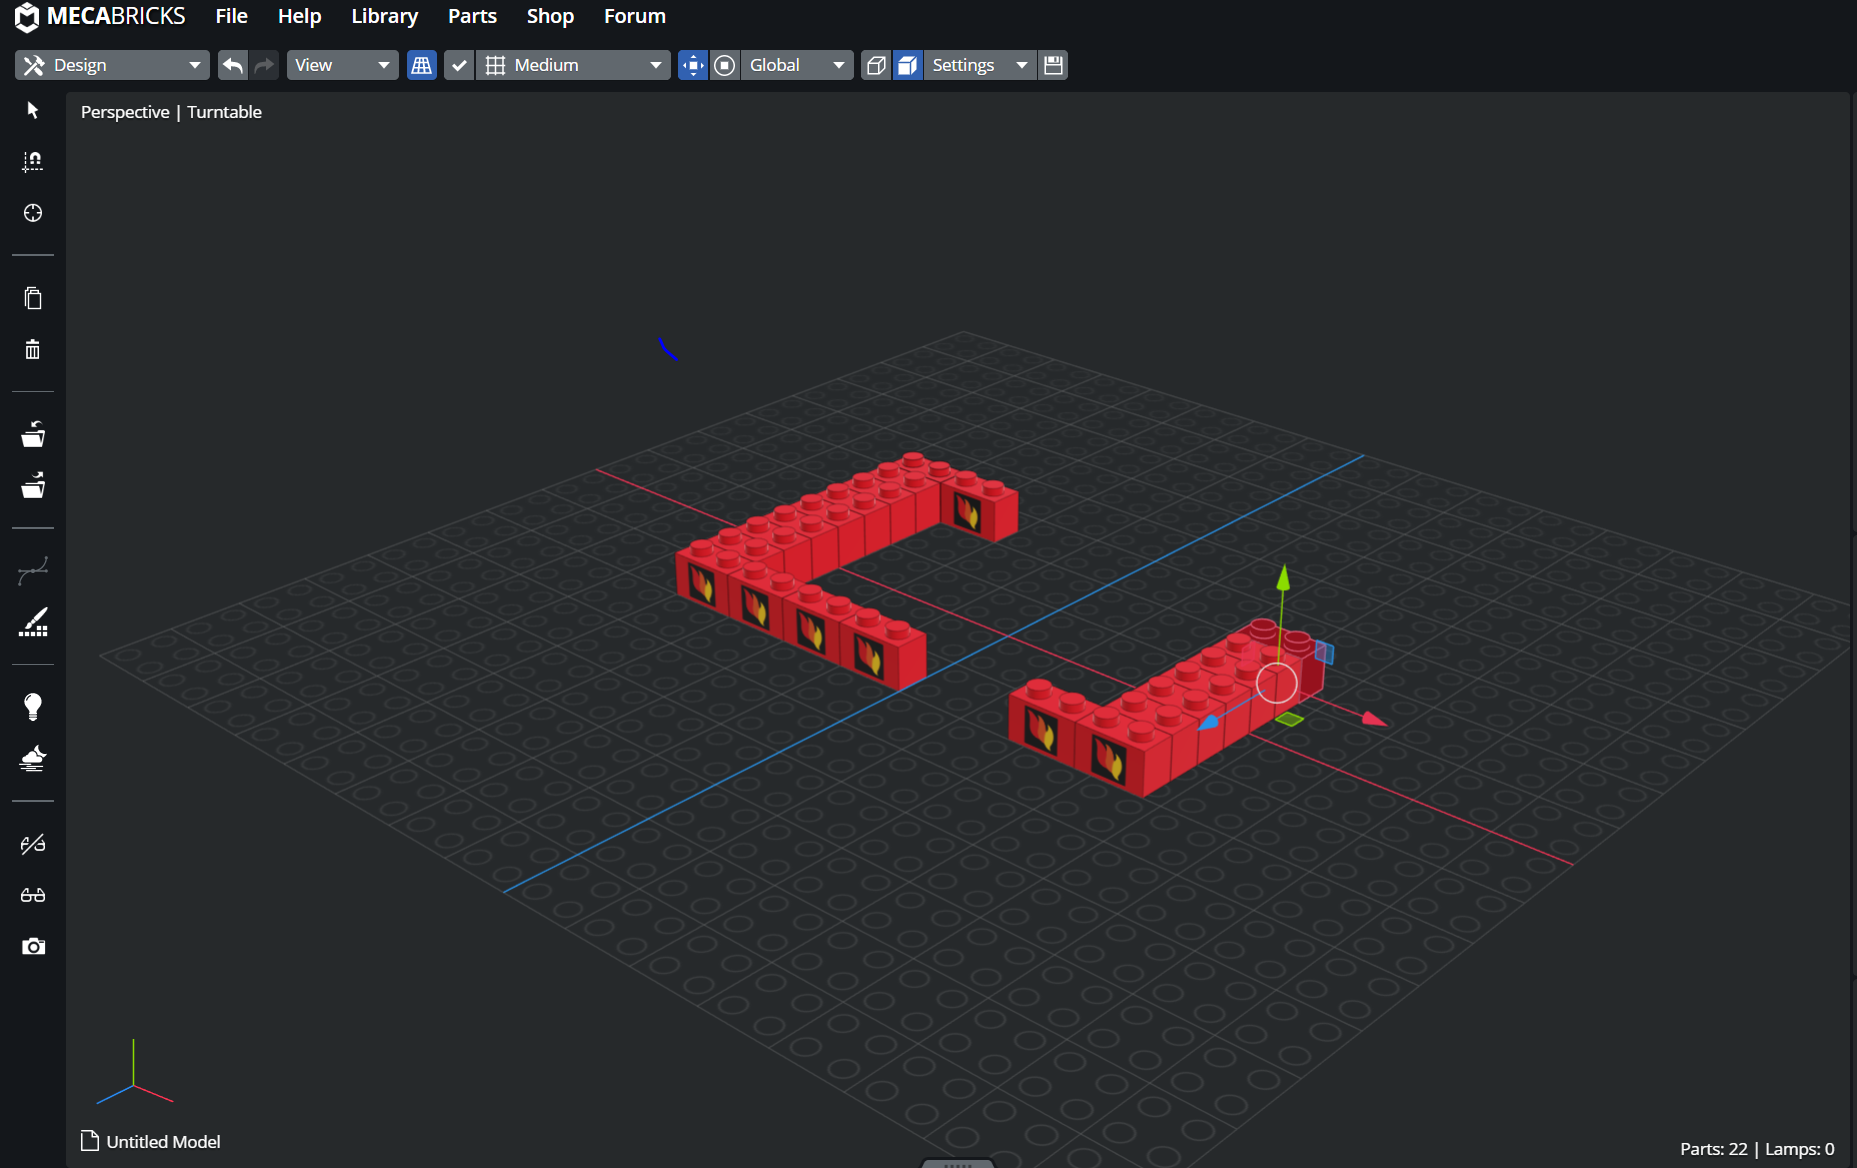 MECABRICKS File Help Library Parts Shop Forum
Design View Medium Global Settings
Perspective | Turntable
Untitled Model
Parts: 22 | Lamps: 0